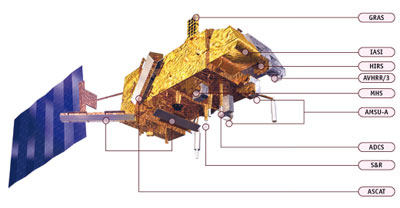 GRAS
IASI
HIRS
AVHRR/3
MHS
AMSU-A
ADCS
S&R
ASCAT